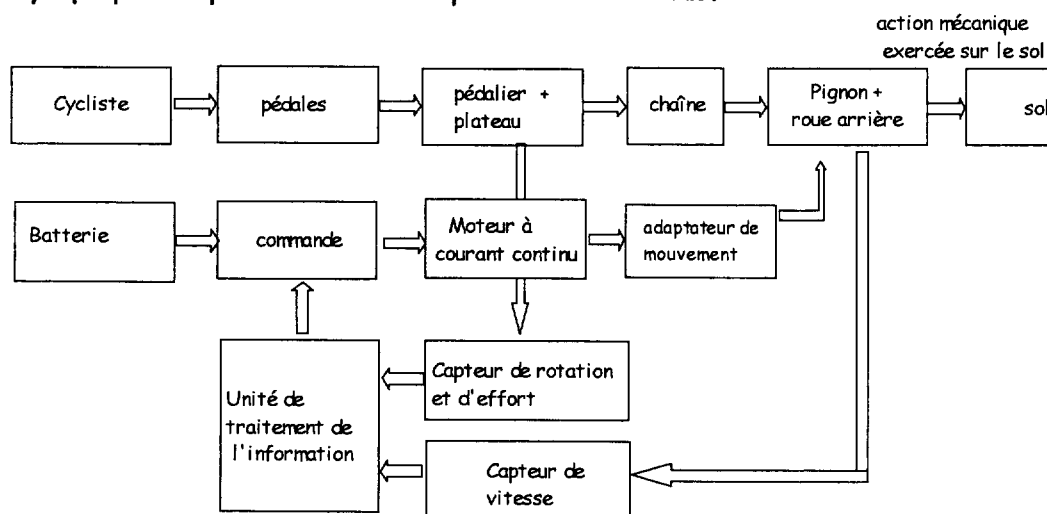 action mécanique
exercée sur le sol
Cycliste
pédales
pédalier +
plateau
chaîne
Pignon +
roue arrière
sol
Batterie
commande
Moteur à
courant continu
adaptateur de
mouvement
Unité de
traitement de
l'information
Capteur de rotation
et d'effort
Capteur de
vitesse